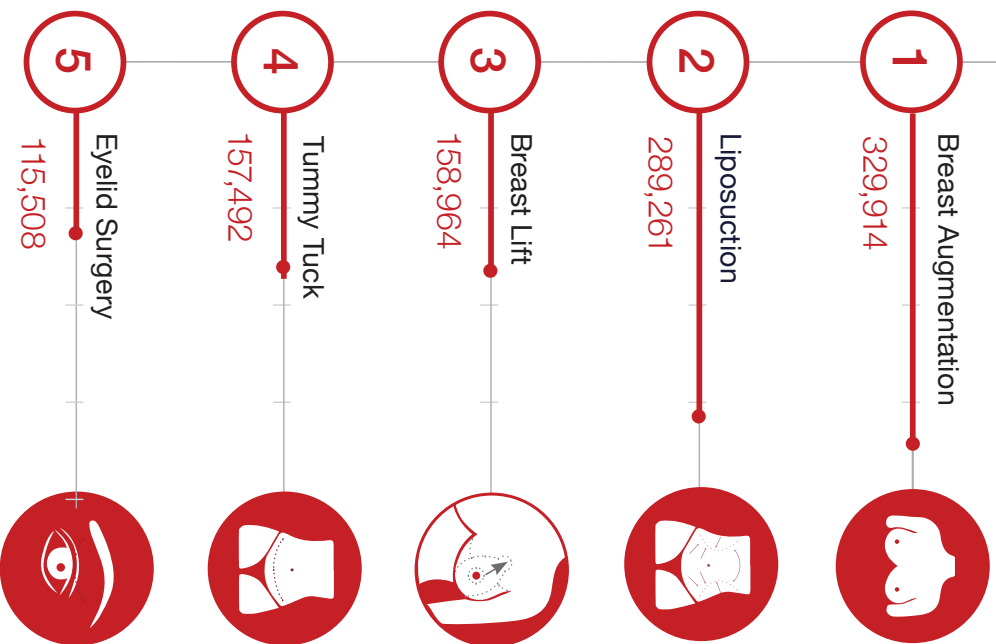 1
Breast Augmentation
329,914
2
Liposuction
289,261
3
Breast Lift
158,964
4
Tummy Tuck
157,492
5
Eyelid Surgery
115,508